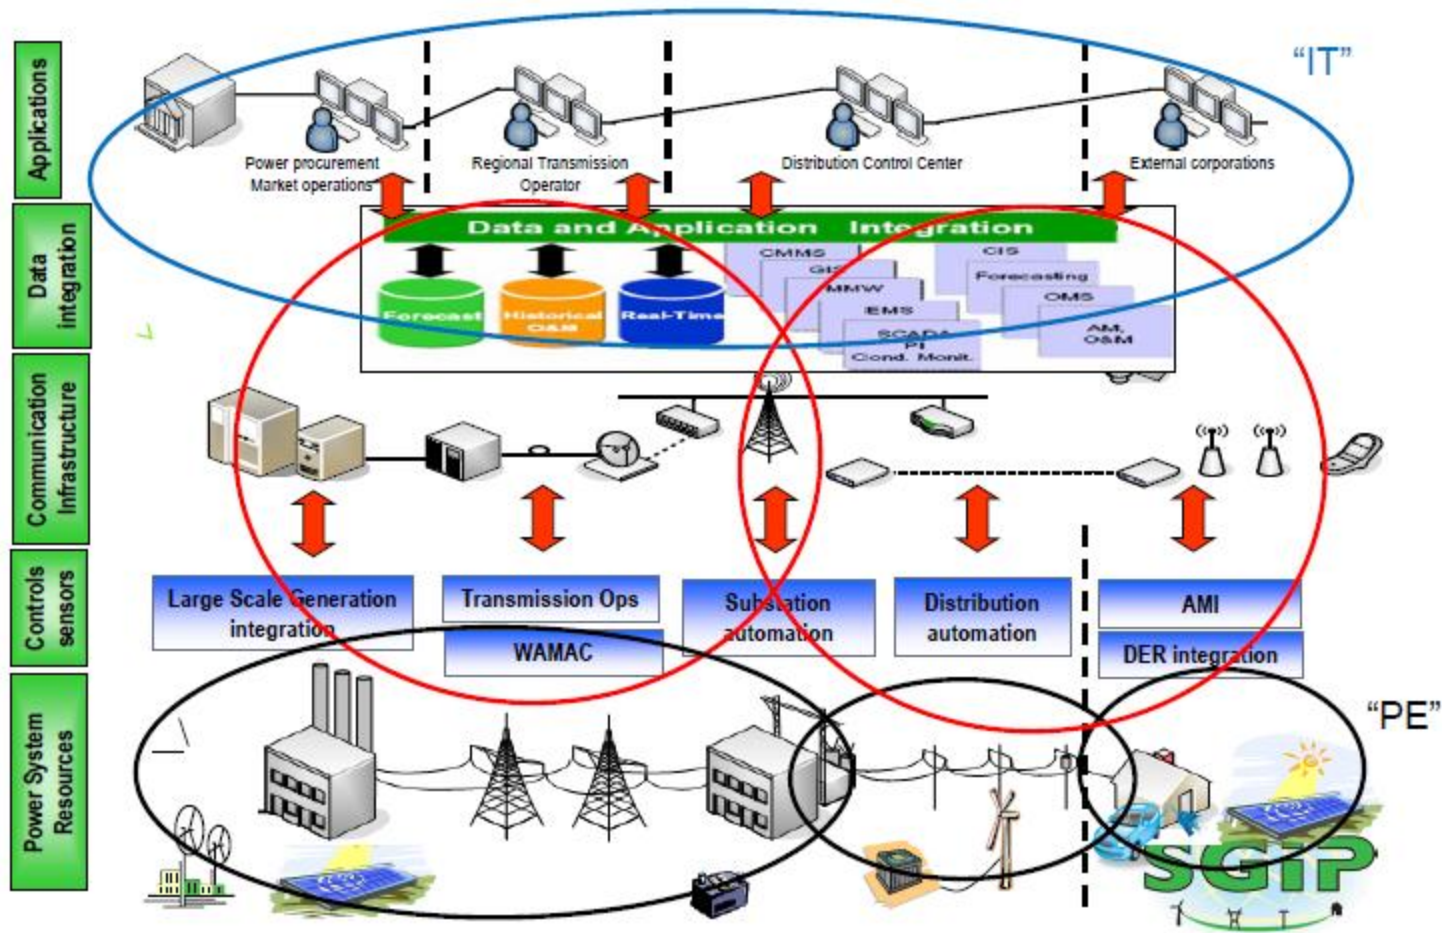 “IT”
Applications
Power procurement
Market operations
Regional Transmission
Operator
Distribution Control Center
External corporations
Data
integration
Data and Application Integration
Forecast
Historical
O&M
Real-Time
CMMS
GIS
MMW
EMS
SCADA
PI
Cond. Monit.
CIS
Forecasting
OMS
AM,
O&M
Communication
Infrastructure
Controls
sensors
Large Scale Generation
integration
Transmission Ops
WAMAC
Substation
automation
Distribution
automation
AMI
DER integration
Power System
Resources
“PE”
SGIP